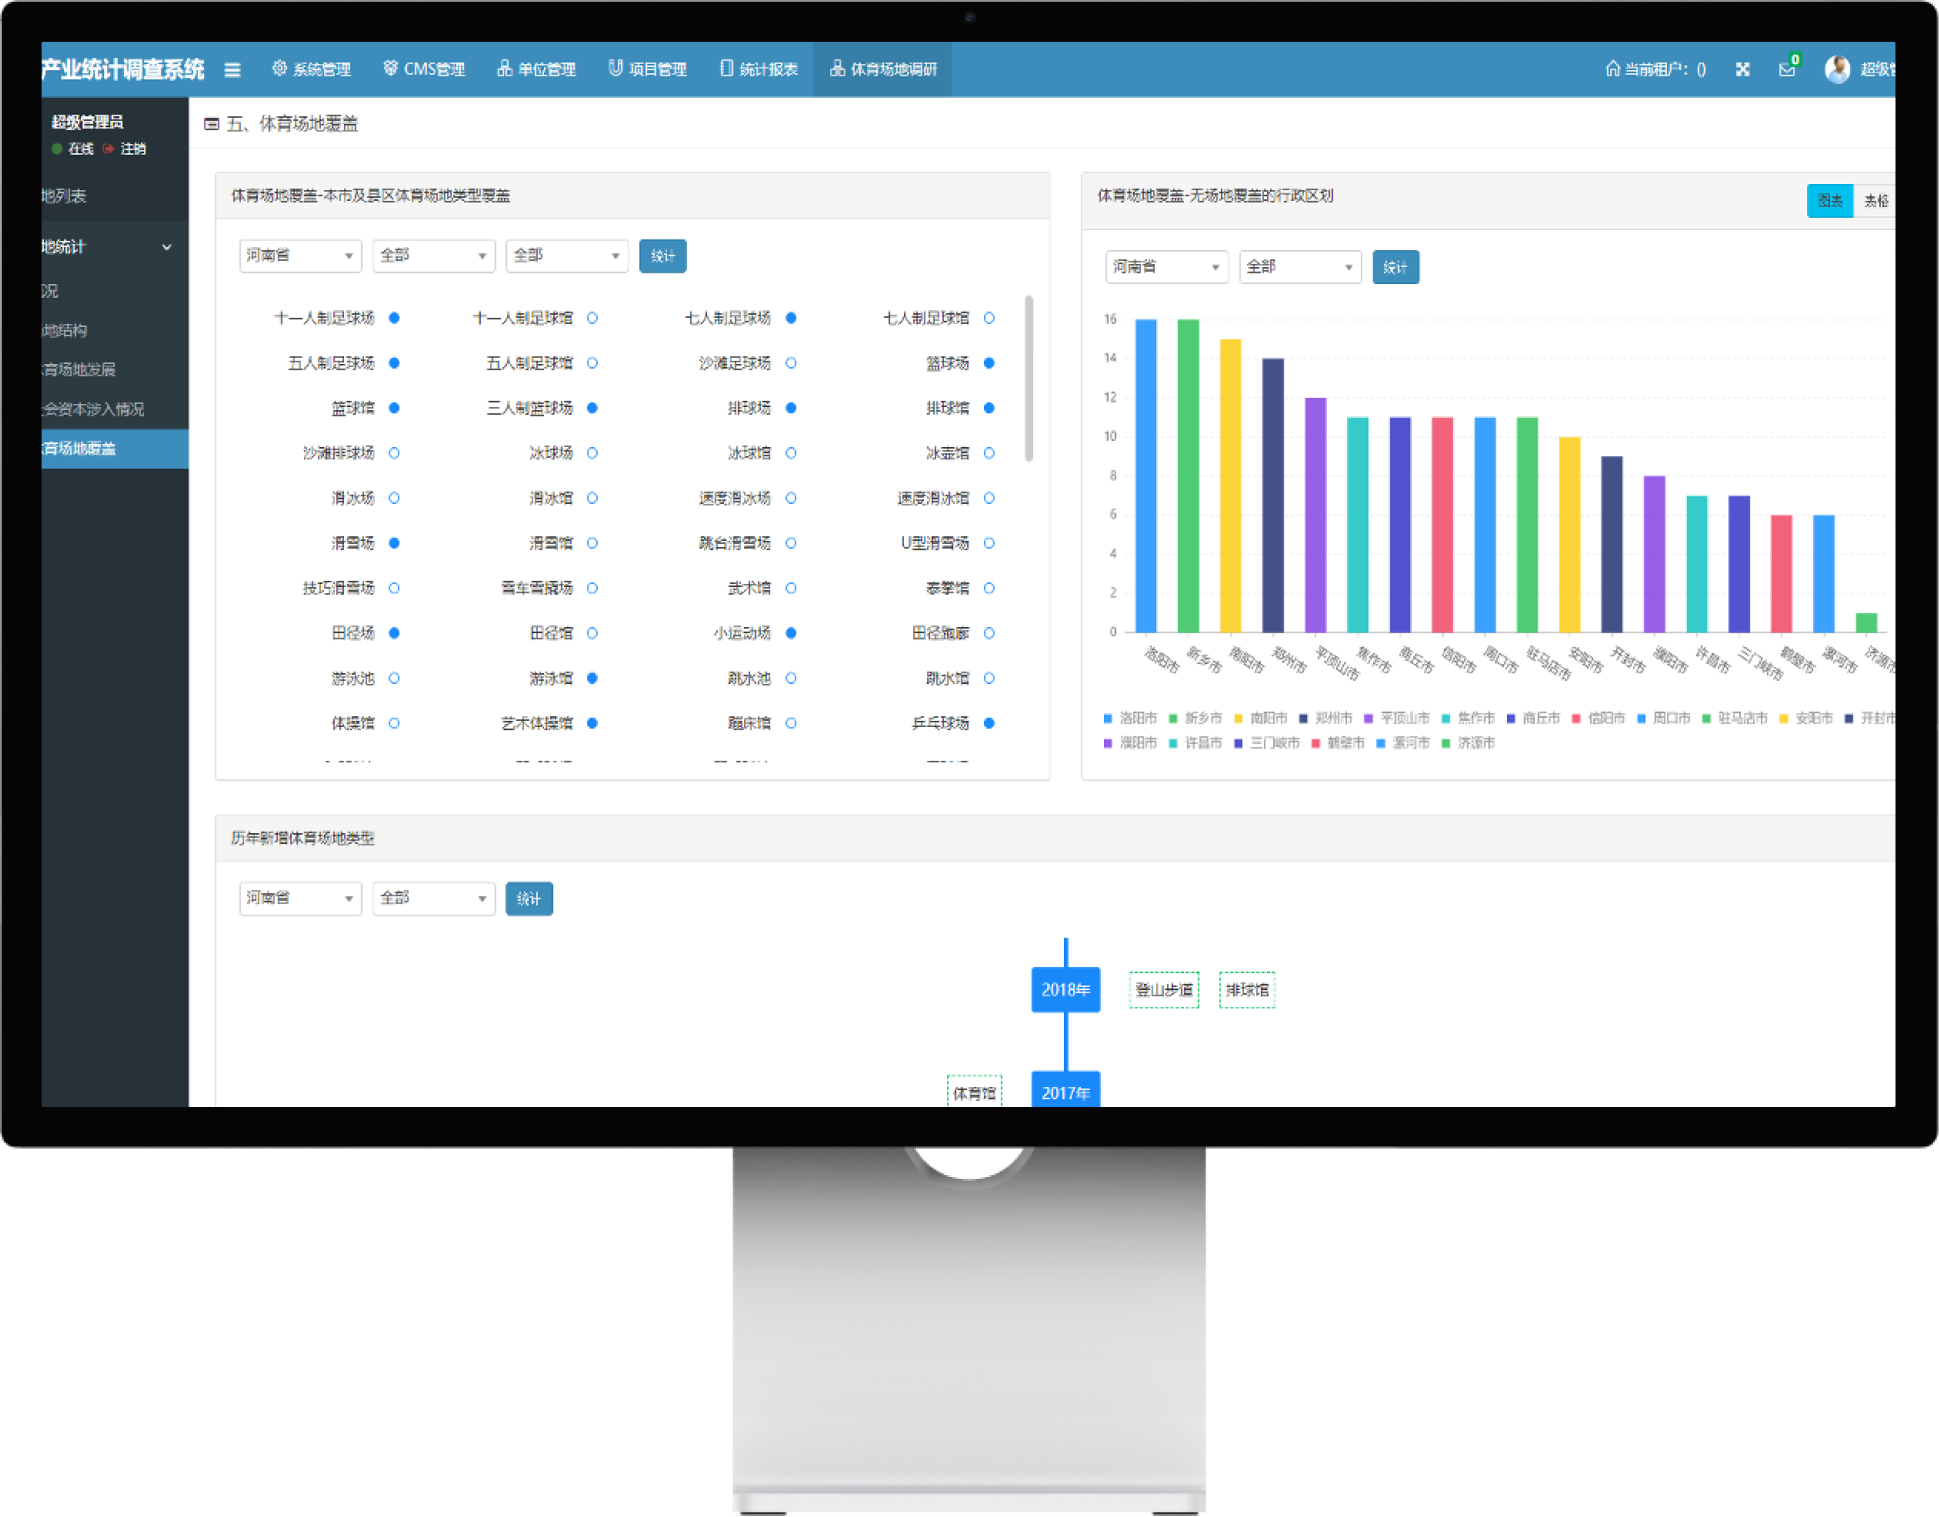 产业统计调查系统 系统管理 CMS管理 单位管理 项目管理 统计报表 体育场地调研 当前租户：() 0 超级
超级管理员
在线 注销
地列表
地统计
况
地结构
育场地发展
会资本涉入情况
育场地覆盖
五、体育场地覆盖
体育场地覆盖-本市及县区体育场地类型覆盖
河南省 全部 全部 统计
十一人制足球场 十一人制足球馆 七人制足球场 七人制足球馆
五人制足球场 五人制足球馆 沙滩足球场 篮球场
篮球馆 三人制篮球场 排球场 排球馆
沙滩排球场 冰球场 冰球馆 冰壶馆
滑冰场 滑冰馆 速度滑冰场 速度滑冰馆
滑雪场 滑雪馆 跳台滑雪场 U型滑雪场
技巧滑雪场 雪车雪橇场 武术馆 泰拳馆
田径场 田径馆 小运动场 田径跑廊
游泳池 游泳馆 跳水池 跳水馆
体操馆 艺术体操馆 蹦床馆 乒乓球场
体育场地覆盖-无场地覆盖的行政区划
图表 表格
河南省 全部 统计
16
14
12
10
8
6
4
2
0
洛阳市 新乡市 南阳市 郑州市 平顶山市 焦作市 商丘市 信阳市 周口市 驻马店市 安阳市 开封市 濮阳市 许昌市 三门峡市 鹤壁市 漯河市 济源市
洛阳市 新乡市 南阳市 郑州市 平顶山市 焦作市 商丘市 信阳市 周口市 驻马店市 安阳市 开封市
濮阳市 许昌市 三门峡市 鹤壁市 漯河市 济源市
历年新增体育场地类型
河南省 全部 统计
2018年 登山步道 排球馆
体育馆 2017年